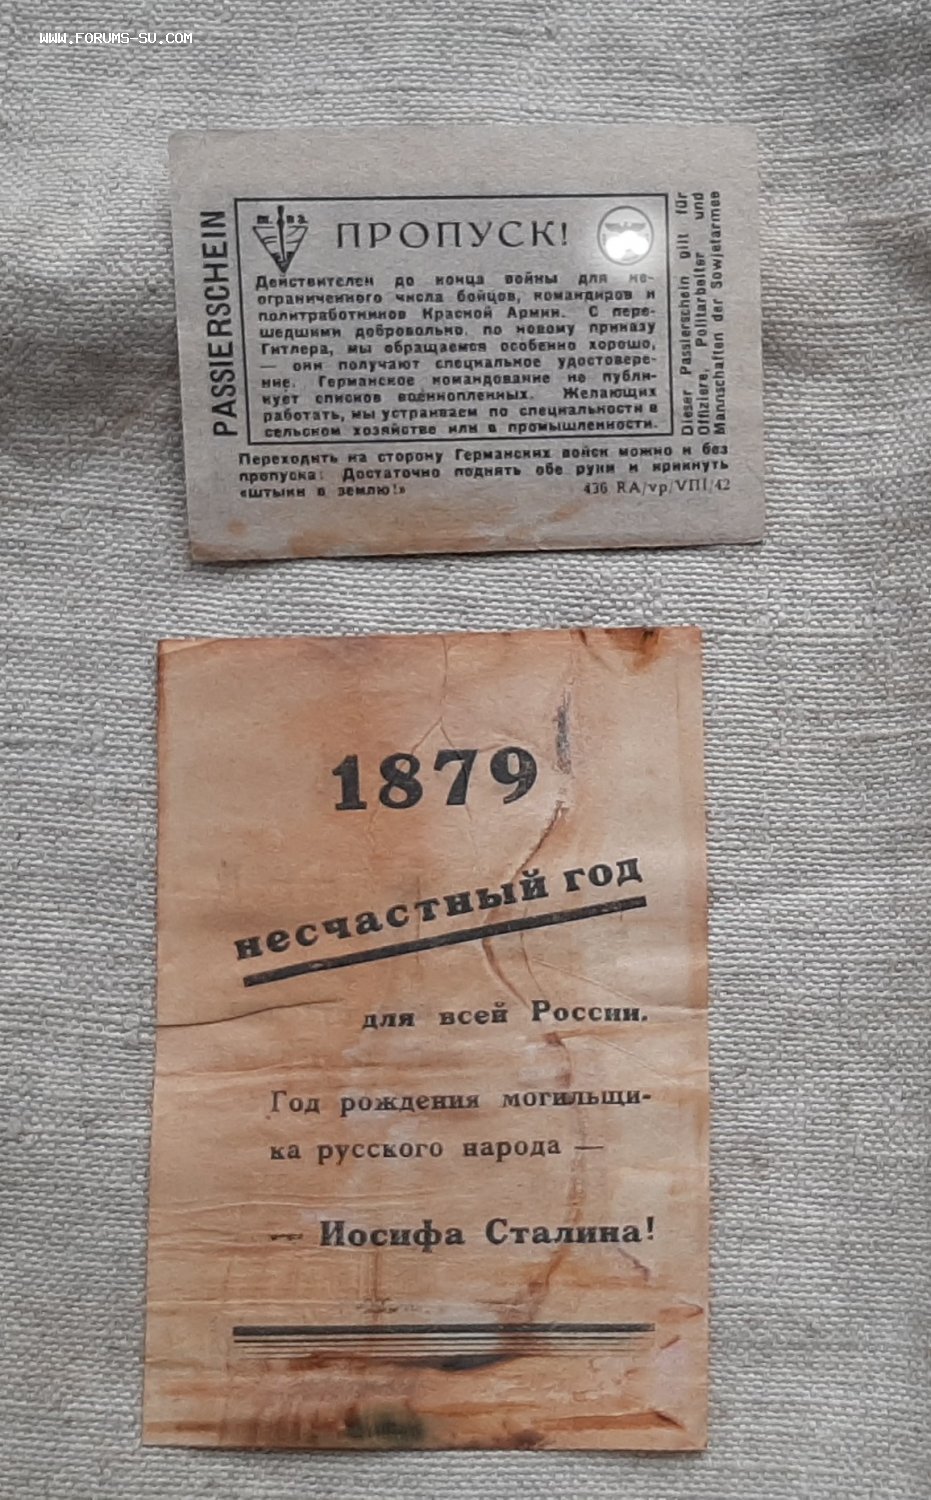 WWW.FORUMS-SU.COM
PASSIERSCHEIN
Ш. В З.
ПРОПУСК!
Действителен до конца войны для не-
ограниченного числа бойцов, командиров и
политработников Красной Армии. С пере-
шедшими добровольно, по новому приказу
Гитлера, мы обращаемся особенно хорошо,
— они получают специальное удостовере-
ние. Германское командование не публи-
кует списков военнопленных. Желающих
работать, мы устраиваем по специальности в
сельском хозяйстве или в промышленности.
Dieser Passierschein gilt für
Offiziere, Politarbeiter und
Mannschaften der Sowjetarmee
Переходить на сторону Германских войск можно и без
пропуска: Достаточно поднять обе руки и крикнуть
«штыки в землю!»
436 RA/vp/VIII/42
1879
несчастный год
для всей России.
Год рождения могильщи-
ка русского народа —
— Иосифа Сталина!